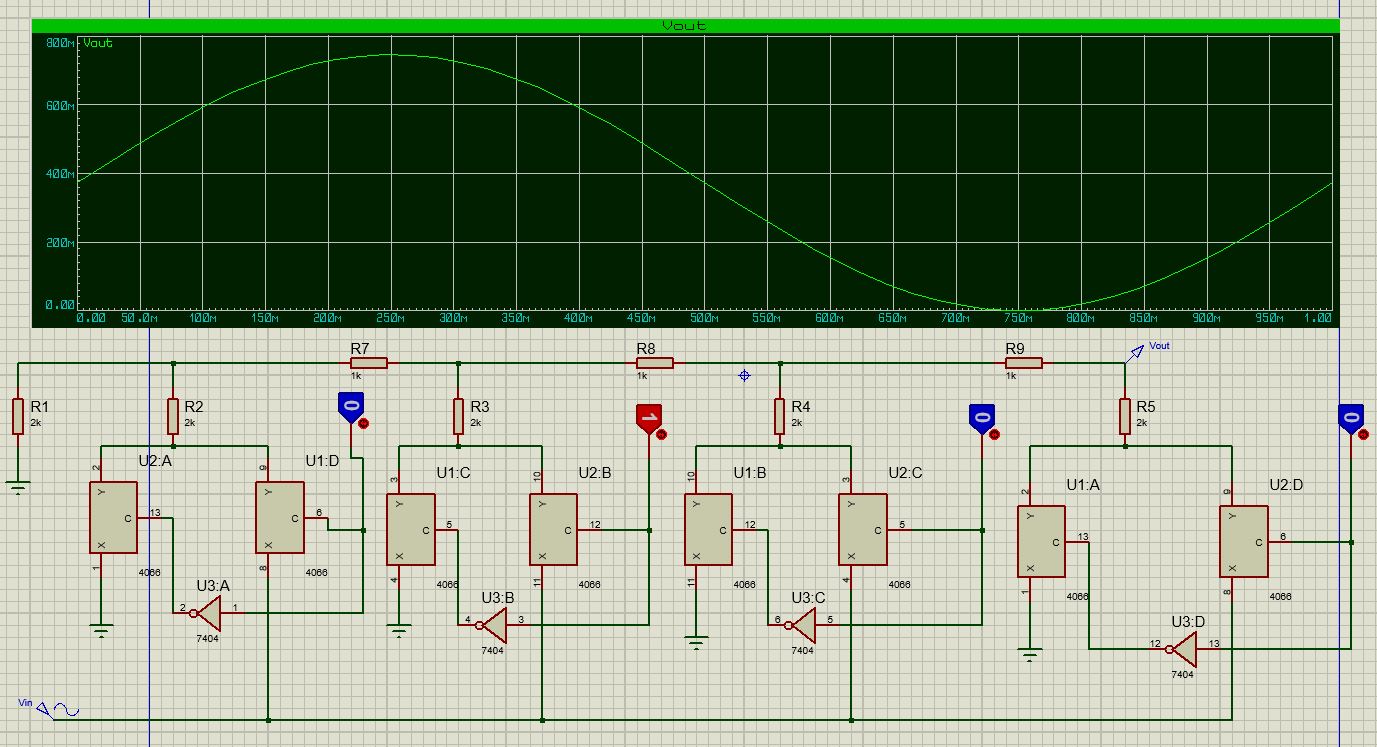 Vout
800m
Vout
600m
400m
200m
0.00
0.00 50.0m 100m 150m 200m 250m 300m 350m 400m 450m 500m 550m 600m 650m 700m 750m 800m 850m 900m 950m 1.00
R7
1k
R8
1k
R9
1k
Vout
R1
2k
R2
2k
0
R3
2k
1
R4
2k
0
R5
2k
0
U2:A
2
Y
C
13
X
1
4066
U1:D
9
Y
C
6
X
8
4066
U3:A
2
1
7404
U1:C
3
Y
C
5
X
4
4066
U2:B
10
Y
C
12
X
11
4066
U3:B
4
3
7404
U1:B
10
Y
C
12
X
11
4066
U2:C
3
Y
C
5
X
4
4066
U3:C
6
5
7404
U1:A
2
Y
C
13
X
1
4066
U2:D
9
Y
C
6
X
8
4066
U3:D
12
13
7404
Vin